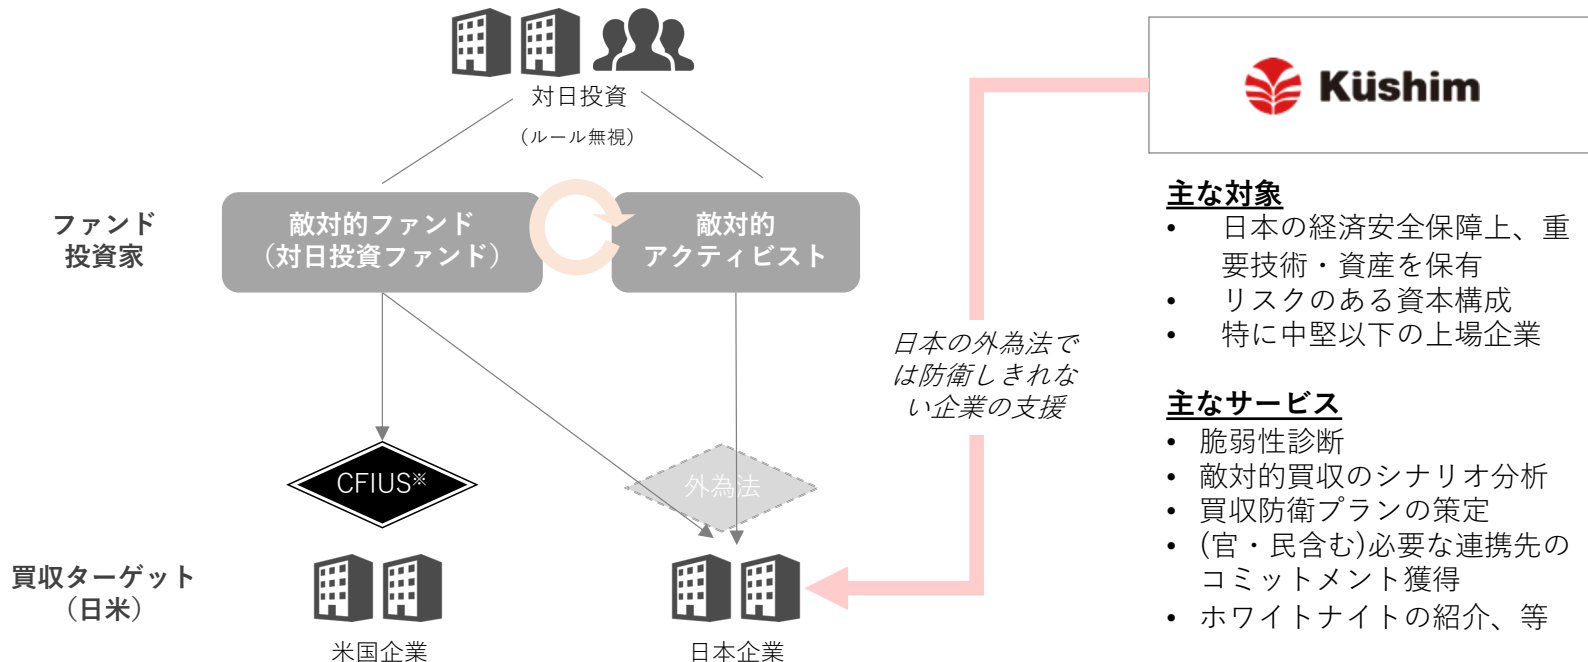 対日投資
（ルール無視）
ファンド
投資家
敵対的ファンド
（対日投資ファンド）
敵対的
アクティビスト
日本の外為法で
は防衛しきれな
い企業の支援
CFIUS※
外為法
買収ターゲット
（日米）
米国企業
日本企業
Küshim
主な対象
• 日本の経済安全保障上、重
要技術・資産を保有
• リスクのある資本構成
• 特に中堅以下の上場企業
主なサービス
• 脆弱性診断
• 敵対的買収のシナリオ分析
• 買収防衛プランの策定
• (官・民含む)必要な連携先の
コミットメント獲得
• ホワイトナイトの紹介、等